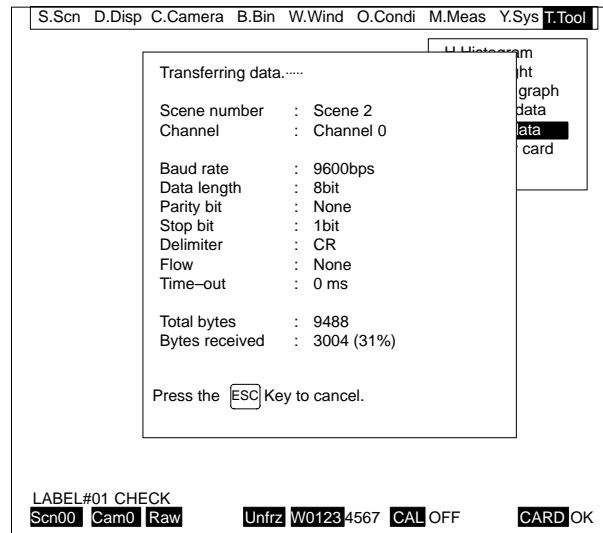 S.Scn D.Disp C.Camera B.Bin W.Wind O.Condi M.Meas Y.Sys T.Tool
Transferring data.·····
graph
data
card
Scene number : Scene 2
Channel : Channel 0
Baud rate : 9600bps
Data length : 8bit
Parity bit : None
Stop bit : 1bit
Delimiter : CR
Flow : None
Time–out : 0 ms
Total bytes : 9488
Bytes received : 3004 (31%)
Press the ESC Key to cancel.
LABEL#01 CHECK
Scn00 Cam0 Raw Unfrz W01234567 CAL OFF CARD OK